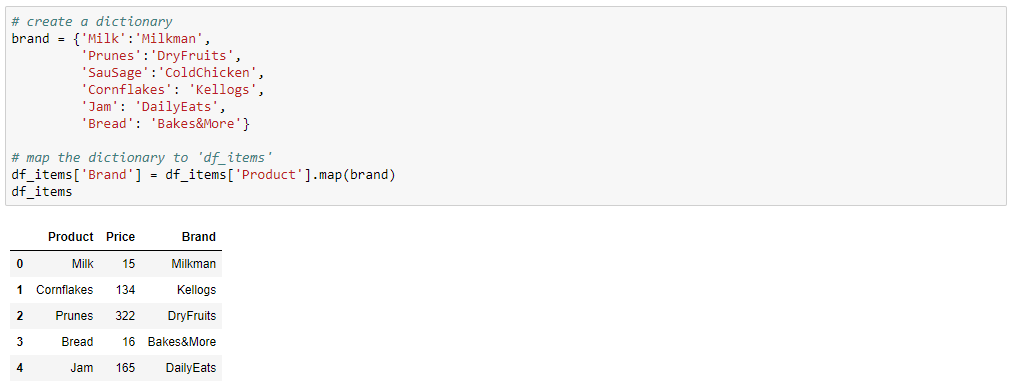 # create a dictionary
brand = {'Milk':'Milkman',
'Prunes':'DryFruits',
'SauSage':'ColdChicken',
'Cornflakes': 'Kellogs',
'Jam': 'DailyEats',
'Bread': 'Bakes&More'}
# map the dictionary to 'df_items'
df_items['Brand'] = df_items['Product'].map(brand)
df_items
Product Price Brand
0 Milk 15 Milkman
1 Cornflakes 134 Kellogs
2 Prunes 322 DryFruits
3 Bread 16 Bakes&More
4 Jam 165 DailyEats